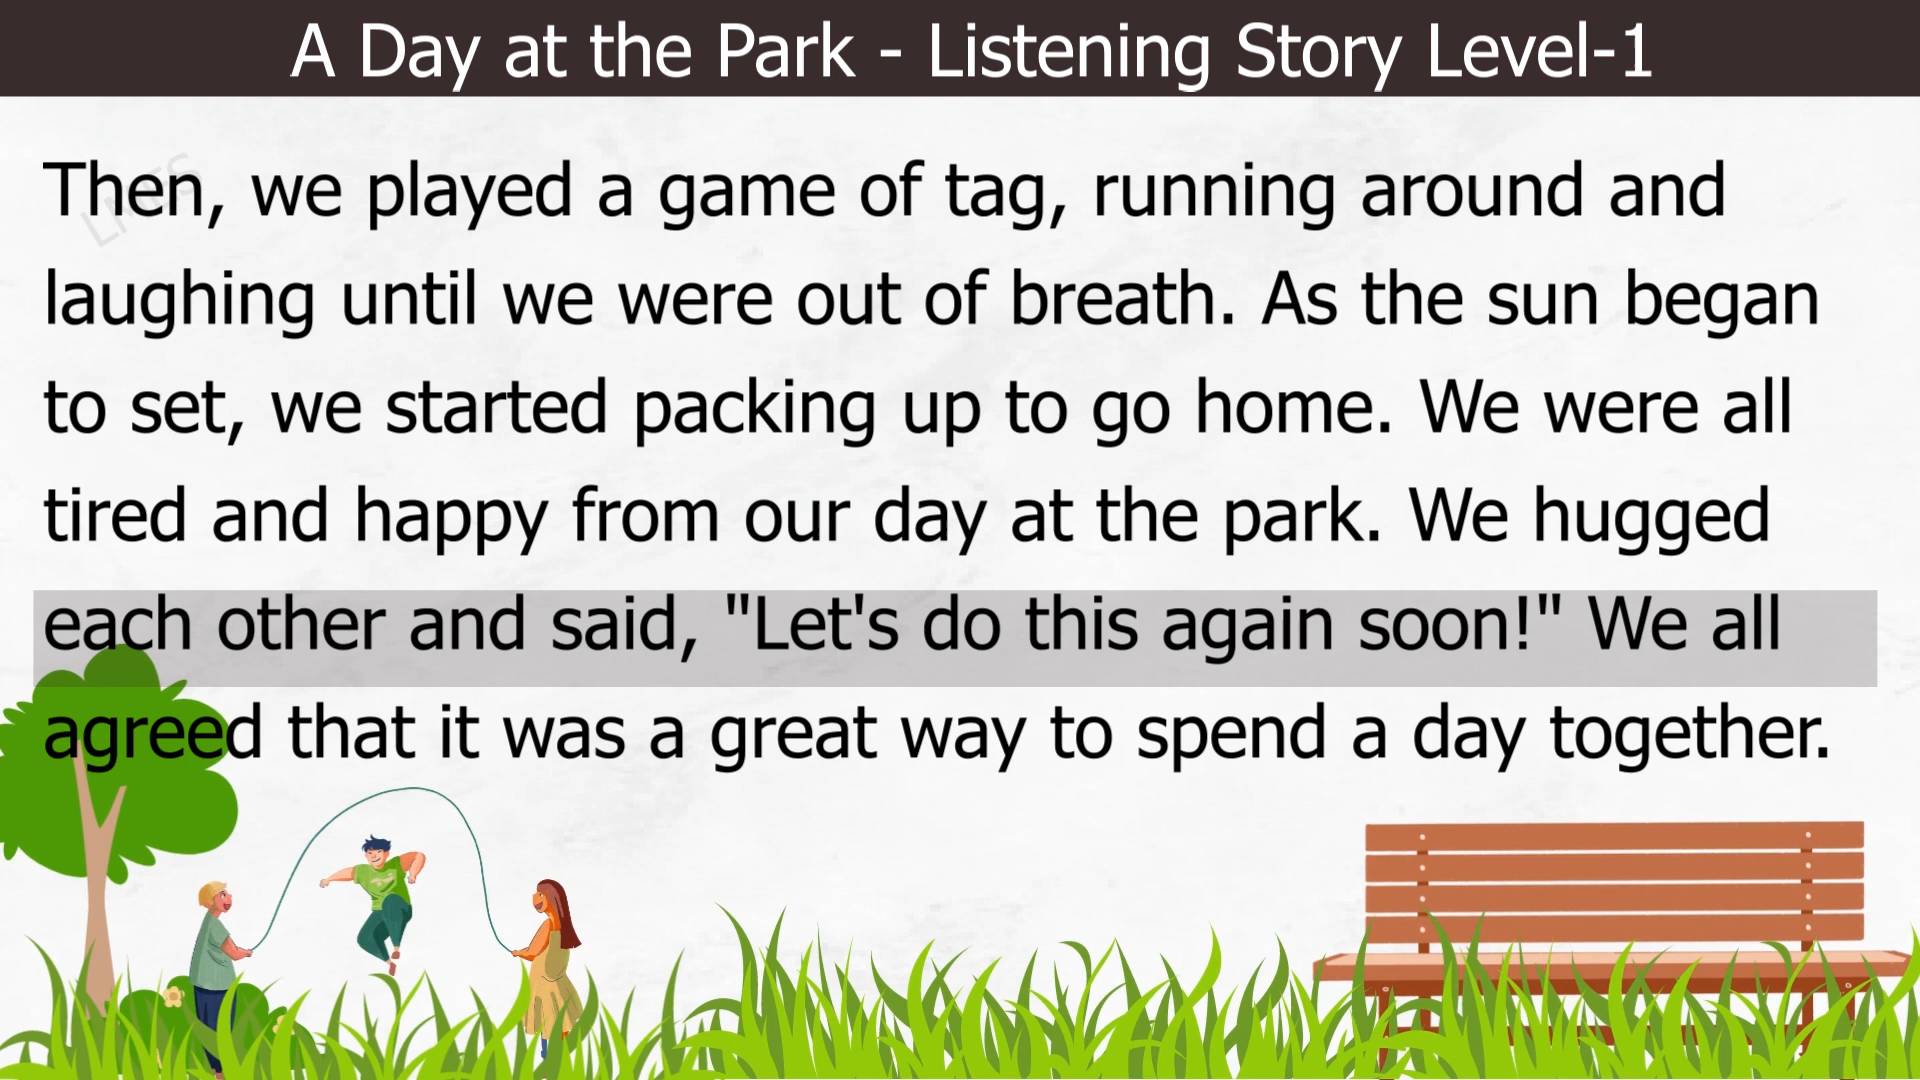 A Day at the Park - Listening Story Level-1
Then, we played a game of tag, running around and
laughing until we were out of breath. As the sun began
to set, we started packing up to go home. We were all
tired and happy from our day at the park. We hugged
each other and said, "Let's do this again soon!" We all
agreed that it was a great way to spend a day together.